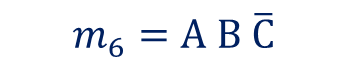 m₆ = A B C̅